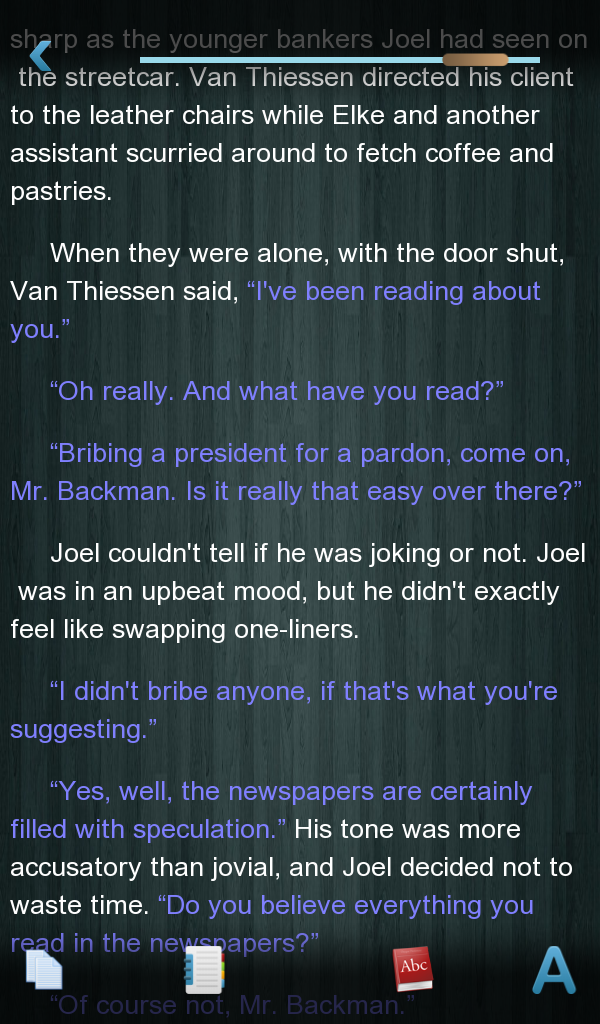 sharp as the younger bankers Joel had seen on
the streetcar. Van Thiessen directed his client
to the leather chairs while Elke and another
assistant scurried around to fetch coffee and
pastries.
When they were alone, with the door shut,
Van Thiessen said, “I've been reading about
you.”
“Oh really. And what have you read?”
“Bribing a president for a pardon, come on,
Mr. Backman. Is it really that easy over there?”
Joel couldn't tell if he was joking or not. Joel
was in an upbeat mood, but he didn't exactly
feel like swapping one-liners.
“I didn't bribe anyone, if that's what you're
suggesting.”
“Yes, well, the newspapers are certainly
filled with speculation.” His tone was more
accusatory than jovial, and Joel decided not to
waste time. “Do you believe everything you
read in the newspapers?”
Abc
A
“Of course not, Mr. Backman.”